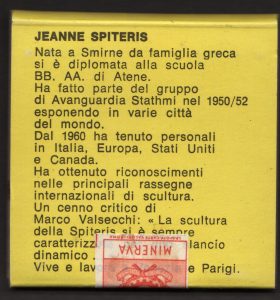 JEANNE SPITERIS
Nata a Smirne da famiglia greca
si è diplomata alla scuola
BB. AA. di Atene.
Ha fatto parte del gruppo
di Avanguardia Stathmi nel 1950/52
esponendo in varie città
del mondo.
Dal 1960 ha tenuto personali
in Italia, Europa, Stati Uniti
e Canada.
Ha ottenuto riconoscimenti
nelle principali rassegne
internazionali di scultura.
Un cenno critico di
Marco Valsecchi: « La scultura
della Spiteris si è sempre
dinamico
Vive e e Parigi.
MINERVA
MINERVA